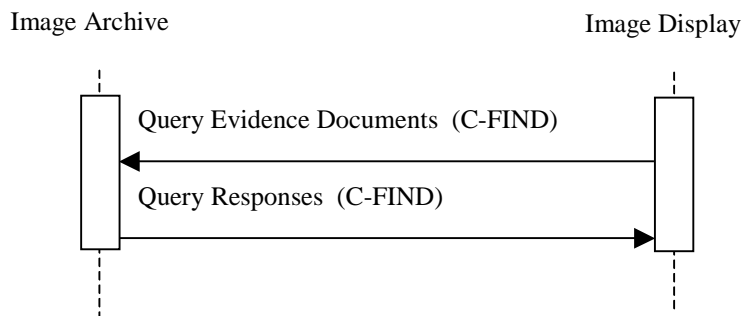 Image Archive
Image Display
Query Evidence Documents  (C-FIND)
Query Responses  (C-FIND)